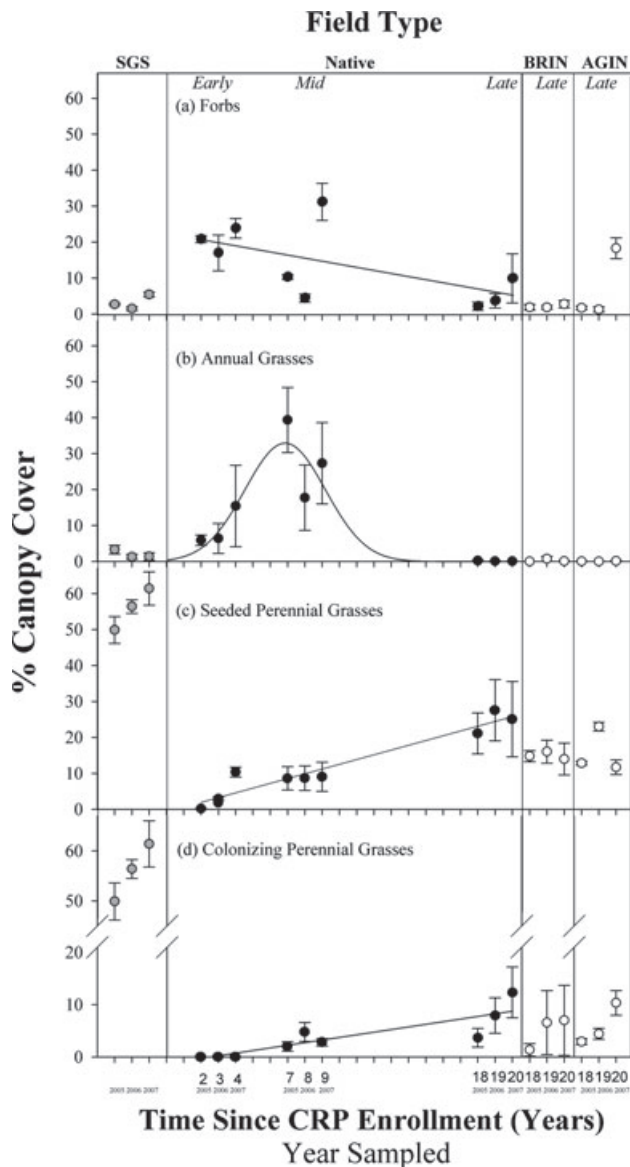 Field Type
SGS Native BRIN AGIN
Early Mid Late Late Late
(a) Forbs
60
50
40
30
20
10
0
(b) Annual Grasses
60
50
40
30
20
10
0
(c) Seeded Perennial Grasses
60
50
40
30
20
10
0
(d) Colonizing Perennial Grasses
60
50
20
10
0
% Canopy Cover
2 3 4 7 8 9 18 19 20 18 19 20 18 19 20
2005 2006 2007 2005 2006 2007 2005 2006 2007 2005 2006 2007 2005 2006 2007 2005 2006 2007
Time Since CRP Enrollment (Years)
Year Sampled